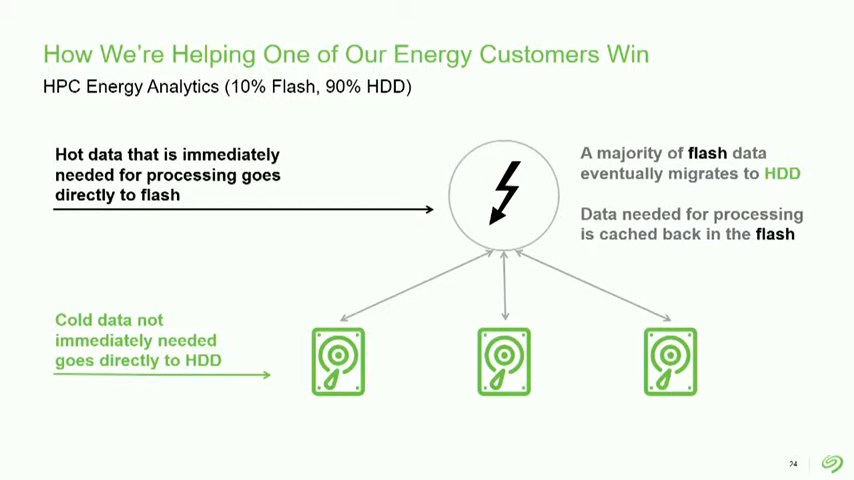 How We're Helping One of Our Energy Customers Win
HPC Energy Analytics (10% Flash, 90% HDD)
Hot data that is immediately
needed for processing goes
directly to flash
A majority of flash data
eventually migrates to HDD
Data needed for processing
is cached back in the flash
Cold data not
immediately needed
goes directly to HDD
24